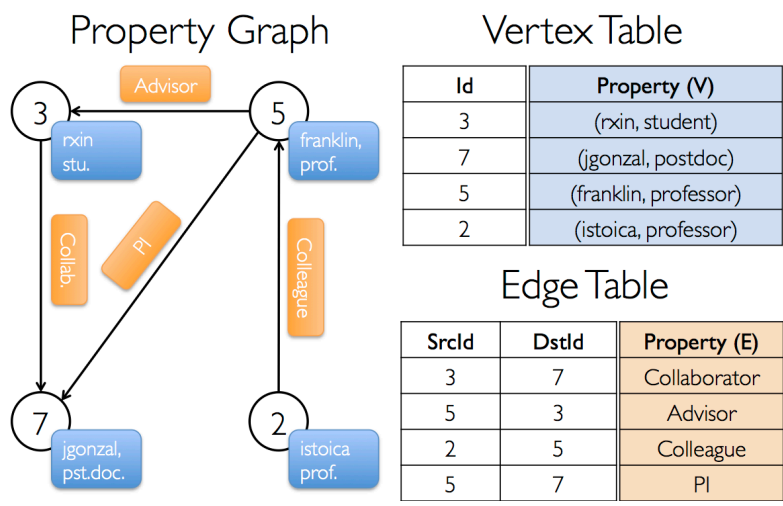 Property Graph
Advisor
3
5
rxin
stu.
franklin,
prof.
Collab.
PI
Colleague
7
2
jgonzal,
pst.doc.
istoica
prof.
Vertex Table
Id Property (V)
3 (rxin, student)
7 (jgonzal, postdoc)
5 (franklin, professor)
2 (istoica, professor)
Edge Table
SrcId DstId Property (E)
3 7 Collaborator
5 3 Advisor
2 5 Colleague
5 7 PI